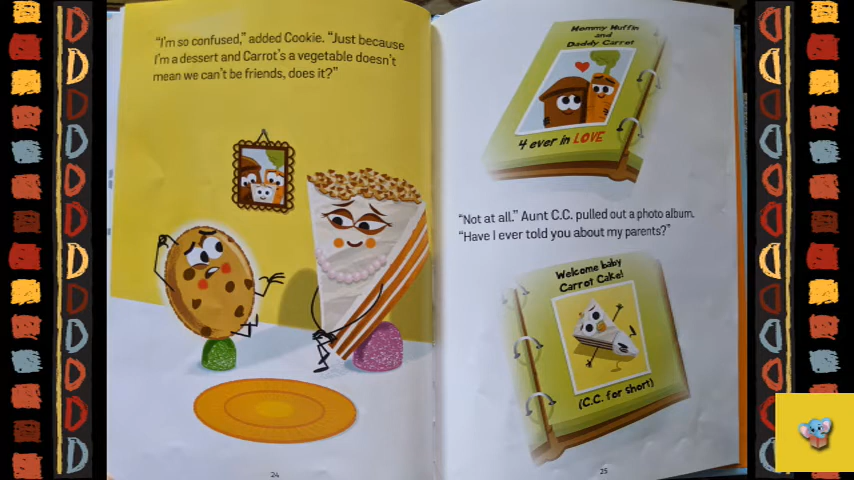 “I’m so confused,” added Cookie. “Just because
I’m a dessert and Carrot’s a vegetable doesn’t
mean we can’t be friends, does it?”
24
Mommy Muffin
and
Daddy Carrot
4 ever in LOVE
“Not at all.” Aunt C.C. pulled out a photo album.
“Have I ever told you about my parents?”
Welcome baby
Carrot Cake!
(C.C. for short)
25